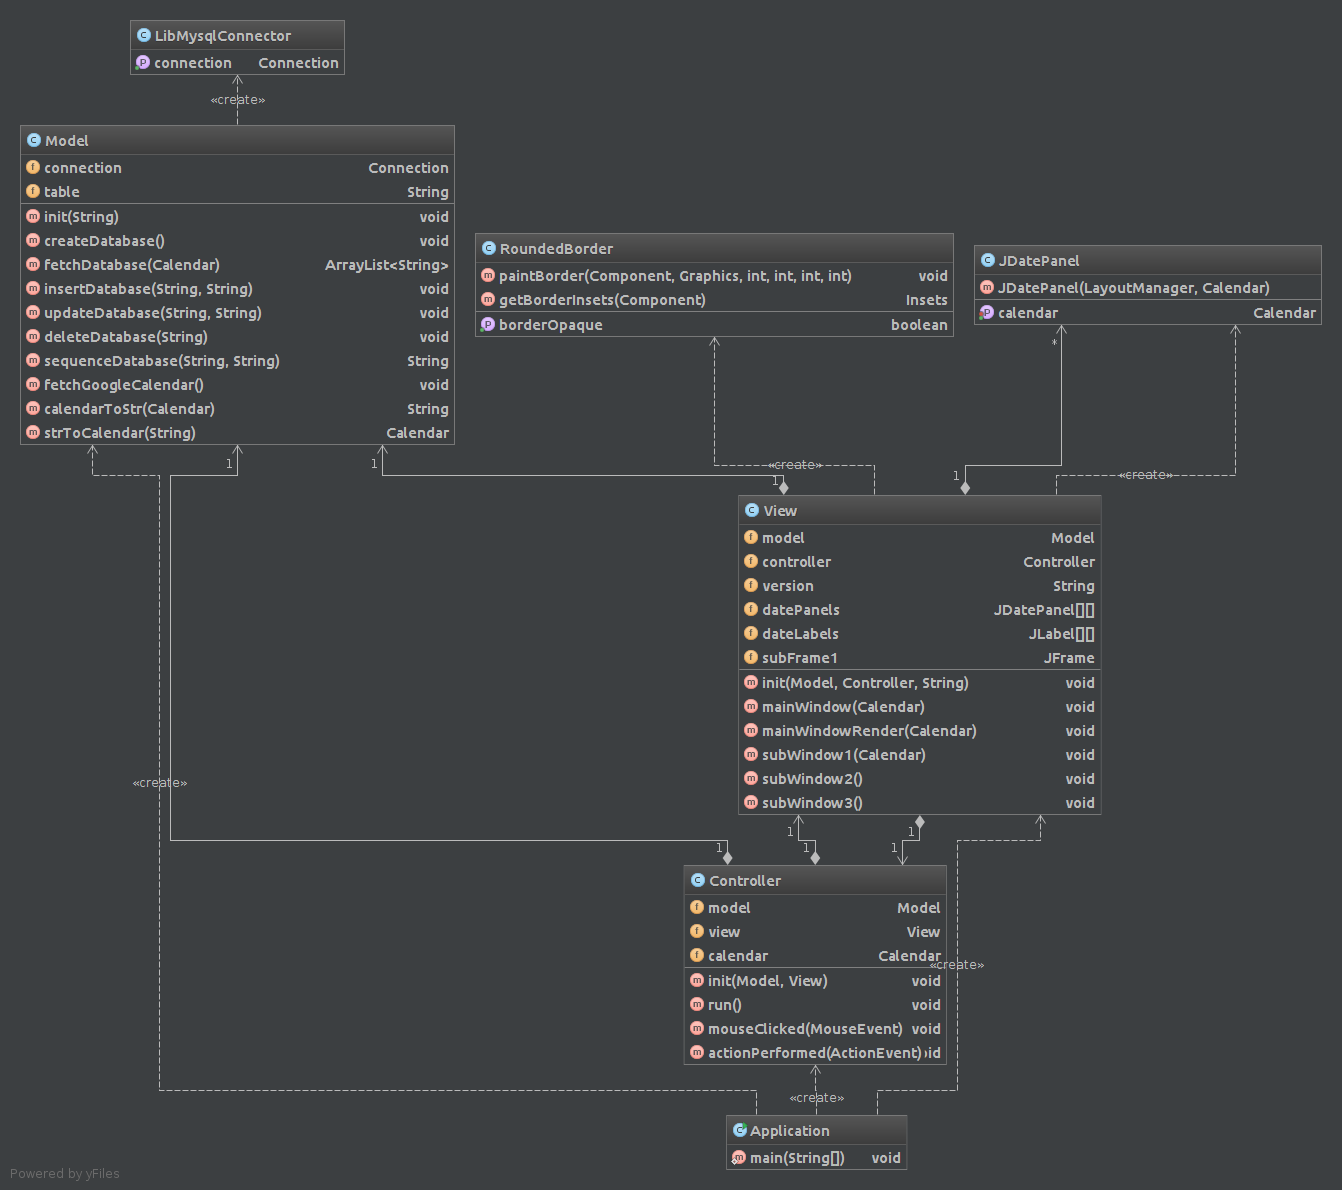 LibMysqlConnector
connection Connection
«create»
Model
connection Connection
table String
init(String) void
createDatabase() void
fetchDatabase(Calendar) ArrayList<String>
insertDatabase(String, String) void
updateDatabase(String, String) void
deleteDatabase(String) void
sequenceDatabase(String, String) String
fetchGoogleCalendar() void
calendarToStr(Calendar) String
strToCalendar(String) Calendar
RoundedBorder
paintBorder(Component, Graphics, int, int, int, int) void
getBorderInsets(Component) Insets
borderOpaque boolean
JDatePanel
JDatePanel(LayoutManager, Calendar)
calendar Calendar
*
1
1
«create»
1
1
«create»
View
model Model
controller Controller
version String
datePanels JDatePanel[][]
dateLabels JLabel[][]
subFrame1 JFrame
init(Model, Controller, String) void
mainWindow(Calendar) void
mainWindowRender(Calendar) void
subWindow1(Calendar) void
subWindow2() void
subWindow3() void
«create»
1
1
1
1
1
Controller
model Model
view View
calendar Calendar
«create»
init(Model, View) void
run() void
mouseClicked(MouseEvent) void
actionPerformed(ActionEvent) id
«create»
Application
main(String[]) void
Powered by yFiles